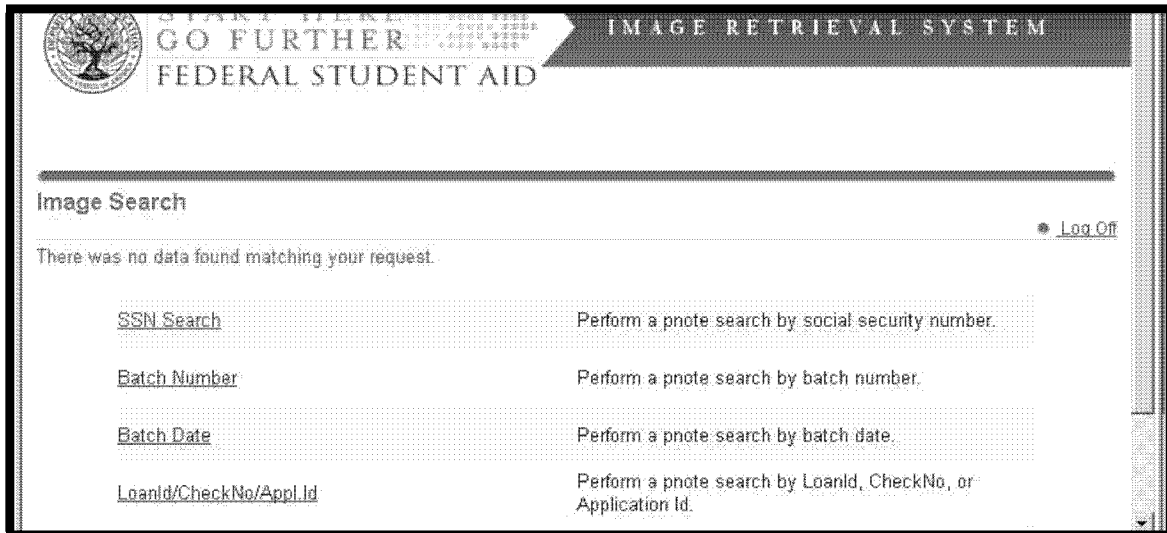 START HERE
GO FURTHER
FEDERAL STUDENT AID
IMAGE RETRIEVAL SYSTEM
Image Search
Log Off
There was no data found matching your request.
SSN Search
Perform a pnote search by social security number.
Batch Number
Perform a pnote search by batch number.
Batch Date
Perform a pnote search by batch date.
LoanId/CheckNo/Appl.Id
Perform a pnote search by LoanId, CheckNo, or
Application Id.